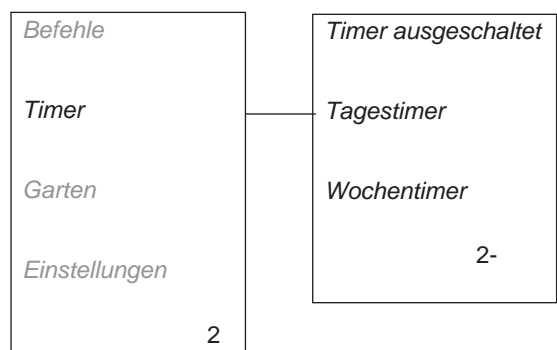 Befehle
Timer
Garten
Einstellungen
2
Timer ausgeschaltet
Tagestimer
Wochentimer
2-